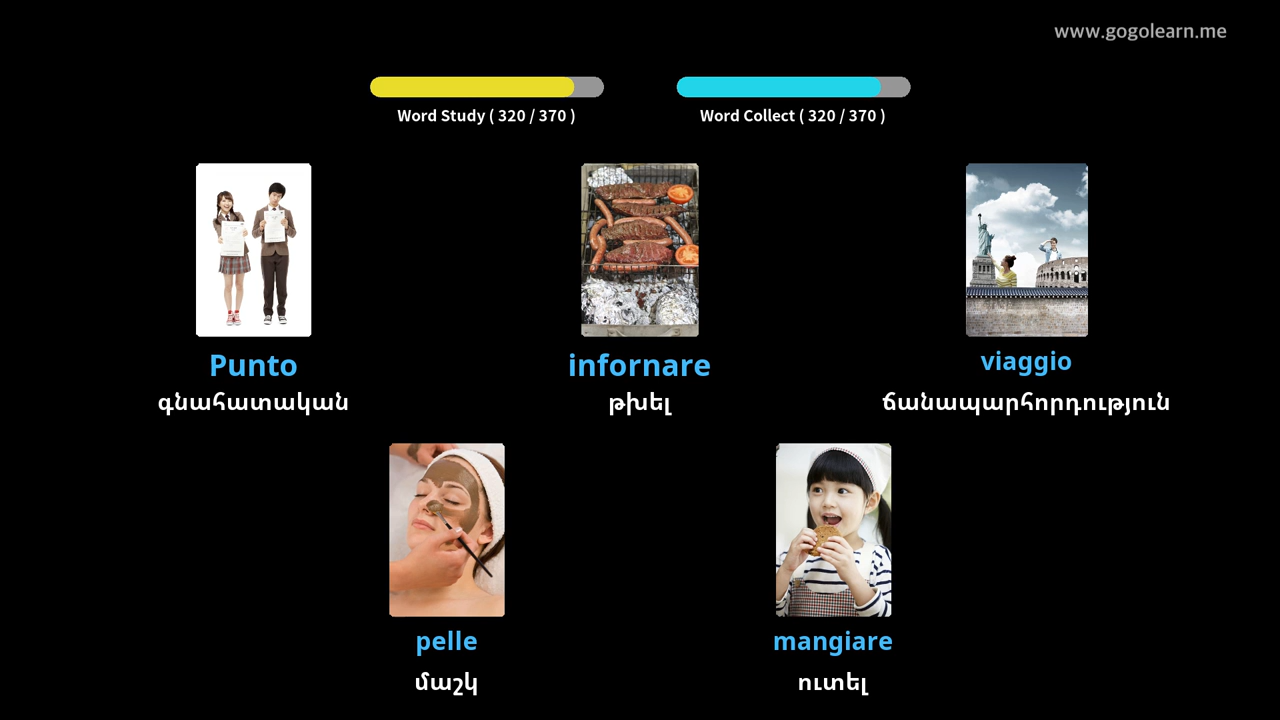 www.gogolearn.me
Word Study ( 320 / 370 )
Word Collect ( 320 / 370 )
Punto
infornare
viaggio
գնահատական
թխել
ճանապարհորդություն
pelle
mangiare
մաշկ
ուտել